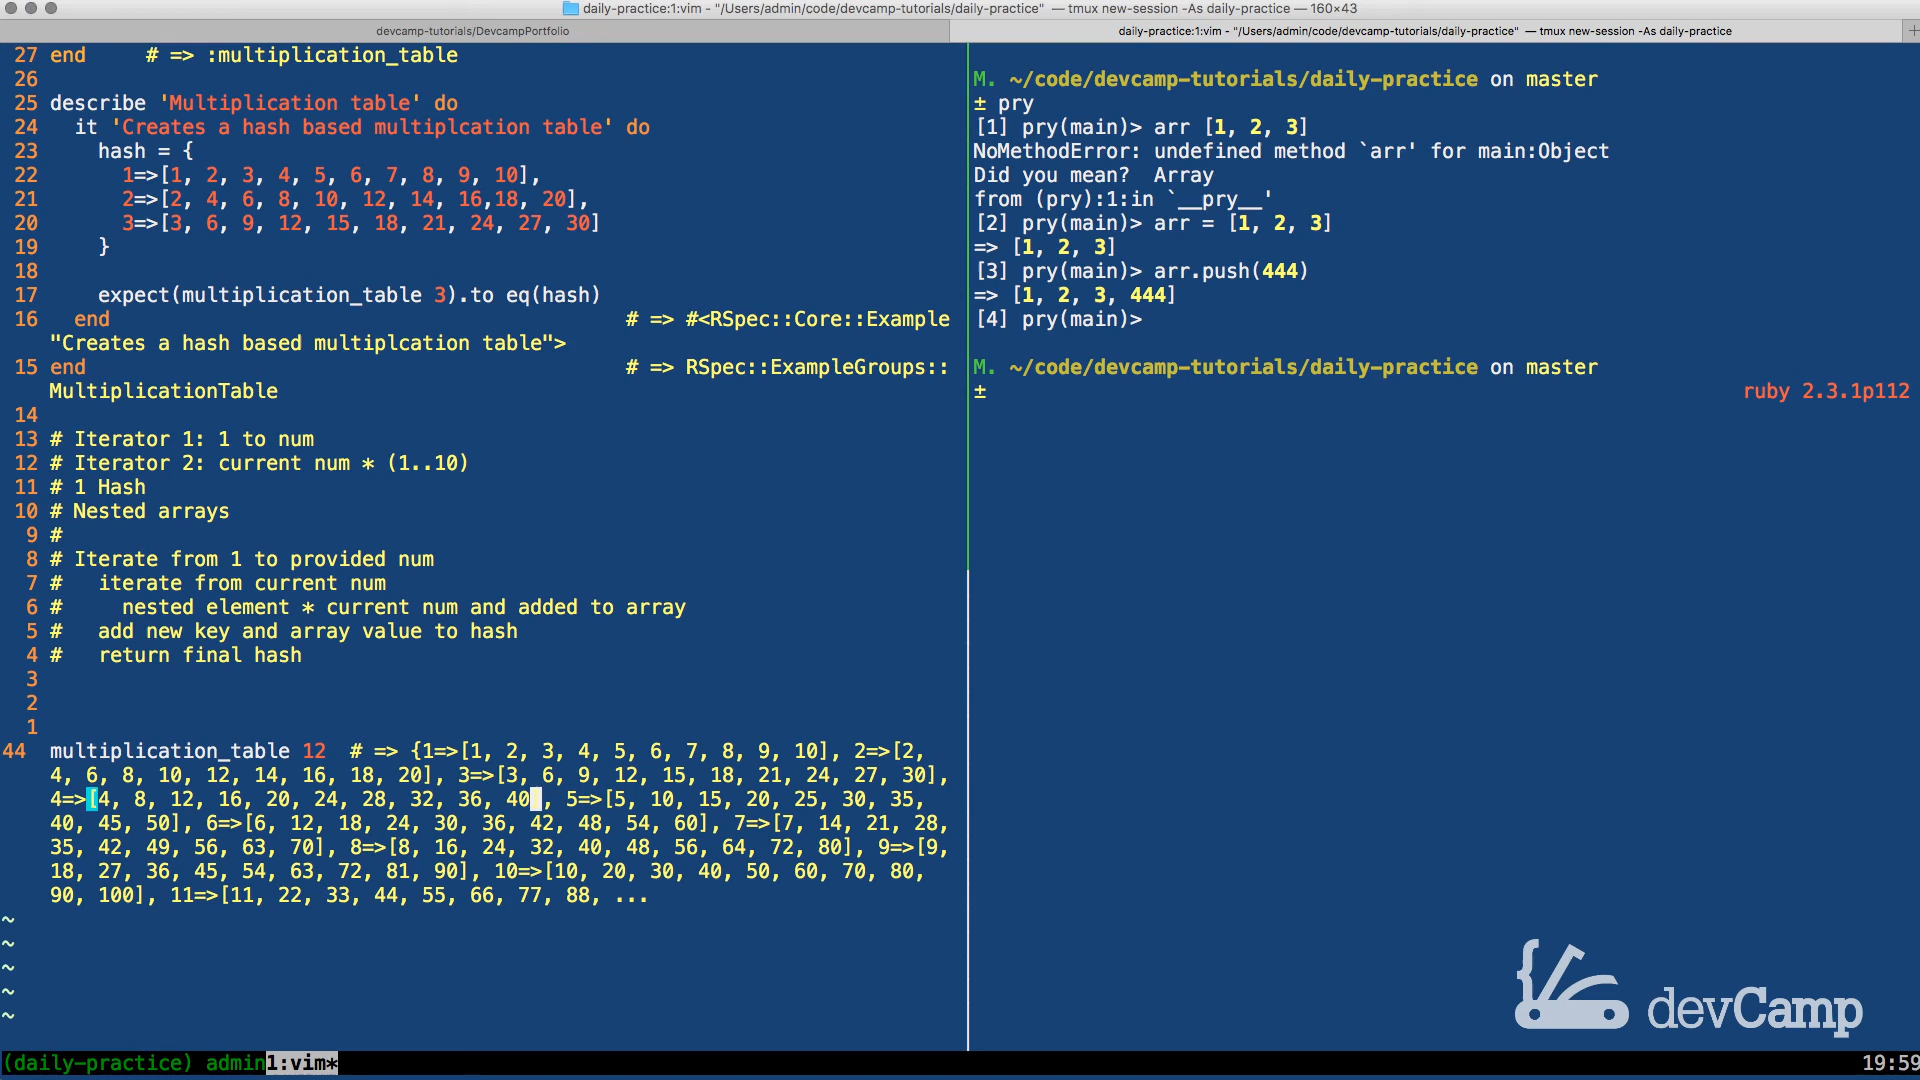 daily-practice:1:vim - "/Users/admin/code/devcamp-tutorials/daily-practice" — tmux new-session -As daily-practice — 160×43
devcamp-tutorials/DevcampPortfolio
daily-practice:1:vim - "/Users/admin/code/devcamp-tutorials/daily-practice" — tmux new-session -As daily-practice
27 end     # => :multiplication_table
26
25 describe 'Multiplication table' do
24   it 'Creates a hash based multiplcation table' do
23     hash = {
22       1=>[1, 2, 3, 4, 5, 6, 7, 8, 9, 10],
21       2=>[2, 4, 6, 8, 10, 12, 14, 16,18, 20],
20       3=>[3, 6, 9, 12, 15, 18, 21, 24, 27, 30]
19     }
18
17     expect(multiplication_table 3).to eq(hash)
16   end                                           # => #<RSpec::Core::Example
"Creates a hash based multiplcation table">
15 end                                             # => RSpec::ExampleGroups::
MultiplicationTable
14
13 # Iterator 1: 1 to num
12 # Iterator 2: current num * (1..10)
11 # 1 Hash
10 # Nested arrays
9 #
8 # Iterate from 1 to provided num
7 #   iterate from current num
6 #     nested element * current num and added to array
5 #   add new key and array value to hash
4 #   return final hash
3
2
1
44 multiplication_table 12  # => {1=>[1, 2, 3, 4, 5, 6, 7, 8, 9, 10], 2=>[2,
4, 6, 8, 10, 12, 14, 16, 18, 20], 3=>[3, 6, 9, 12, 15, 18, 21, 24, 27, 30],
4=>[4, 8, 12, 16, 20, 24, 28, 32, 36, 40], 5=>[5, 10, 15, 20, 25, 30, 35,
40, 45, 50], 6=>[6, 12, 18, 24, 30, 36, 42, 48, 54, 60], 7=>[7, 14, 21, 28,
35, 42, 49, 56, 63, 70], 8=>[8, 16, 24, 32, 40, 48, 56, 64, 72, 80], 9=>[9,
18, 27, 36, 45, 54, 63, 72, 81, 90], 10=>[10, 20, 30, 40, 50, 60, 70, 80,
90, 100], 11=>[11, 22, 33, 44, 55, 66, 77, 88, ...
~
~
~
~
~
M. ~/code/devcamp-tutorials/daily-practice on master
± pry
[1] pry(main)> arr [1, 2, 3]
NoMethodError: undefined method `arr' for main:Object
Did you mean?  Array
from (pry):1:in `__pry__'
[2] pry(main)> arr = [1, 2, 3]
=> [1, 2, 3]
[3] pry(main)> arr.push(444)
=> [1, 2, 3, 444]
[4] pry(main)>
M. ~/code/devcamp-tutorials/daily-practice on master
± ruby 2.3.1p112
devCamp
(daily-practice) admin1:vim* 19:59